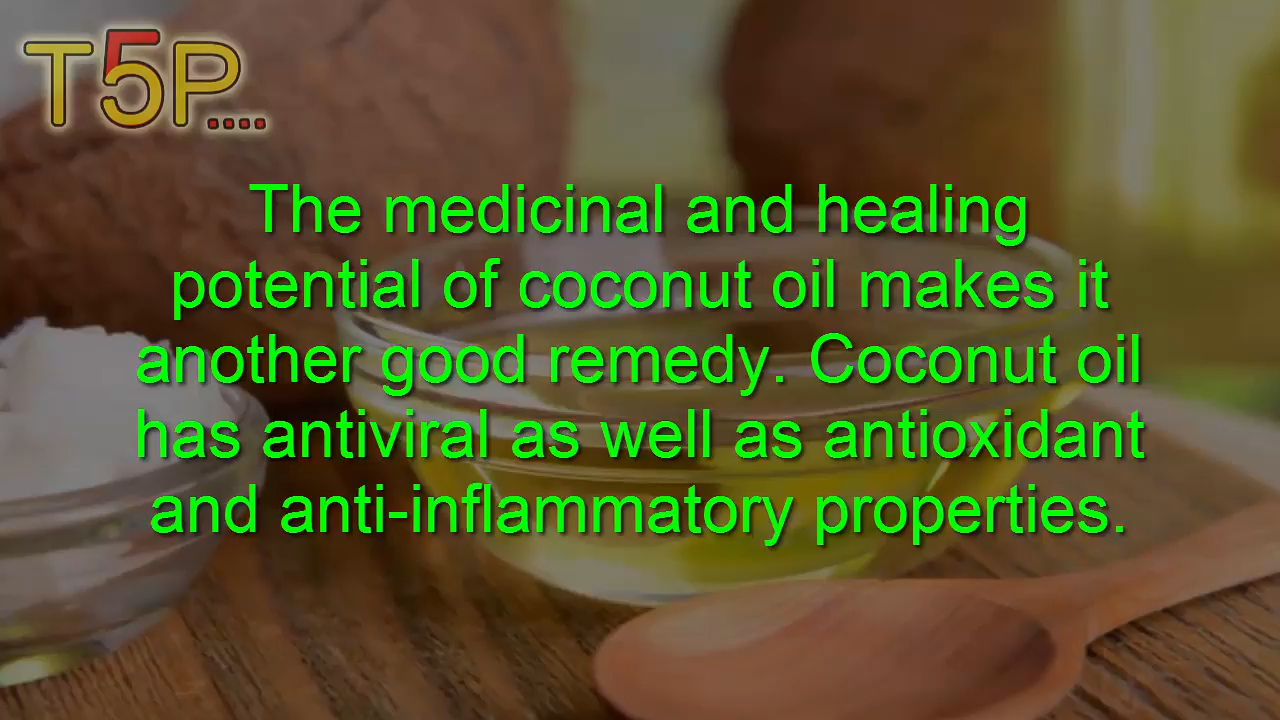 T5P....
The medicinal and healing
potential of coconut oil makes it
another good remedy. Coconut oil
has antiviral as well as antioxidant
and anti-inflammatory properties.